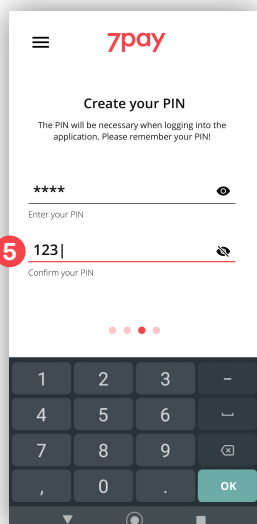 7pay
Create your PIN
The PIN will be necessary when logging into the
application. Please remember your PIN!
****
Enter your PIN
5
123|
Confirm your PIN
1 2 3 –
4 5 6
7 8 9
, 0 . OK